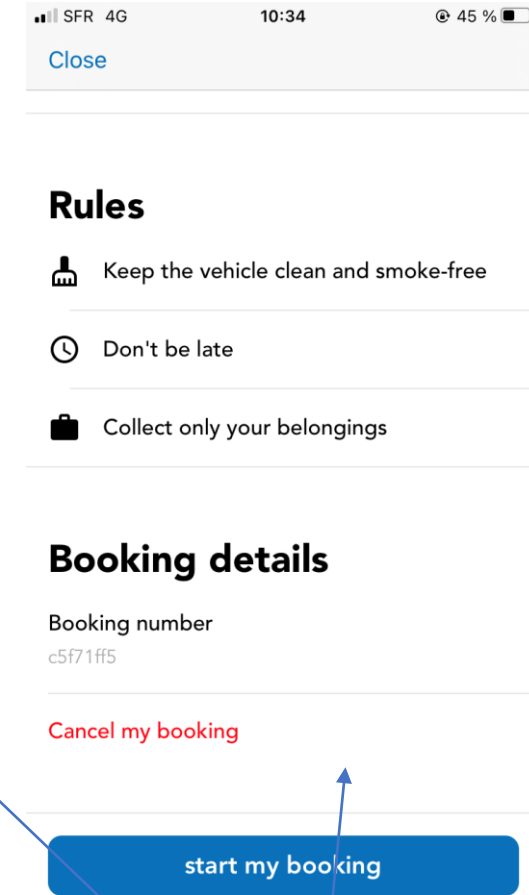 SFR 4G 10:34 45 %
Close
Rules
Keep the vehicle clean and smoke-free
Don't be late
Collect only your belongings
Booking details
Booking number
c5f71ff5
Cancel my booking
start my booking